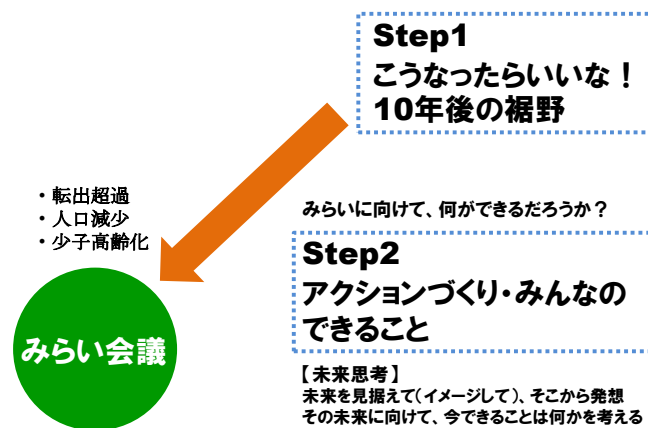 Step1
こうなったらいいな！
10年後の裾野
・転出超過
・人口減少
・少子高齢化
みらい会議
みらいに向けて、何ができるだろうか？
Step2
アクションづくり・みんなの
できること
【未来思考】
未来を見据えて(イメージして)、そこから発想
その未来に向けて、今できることは何かを考える